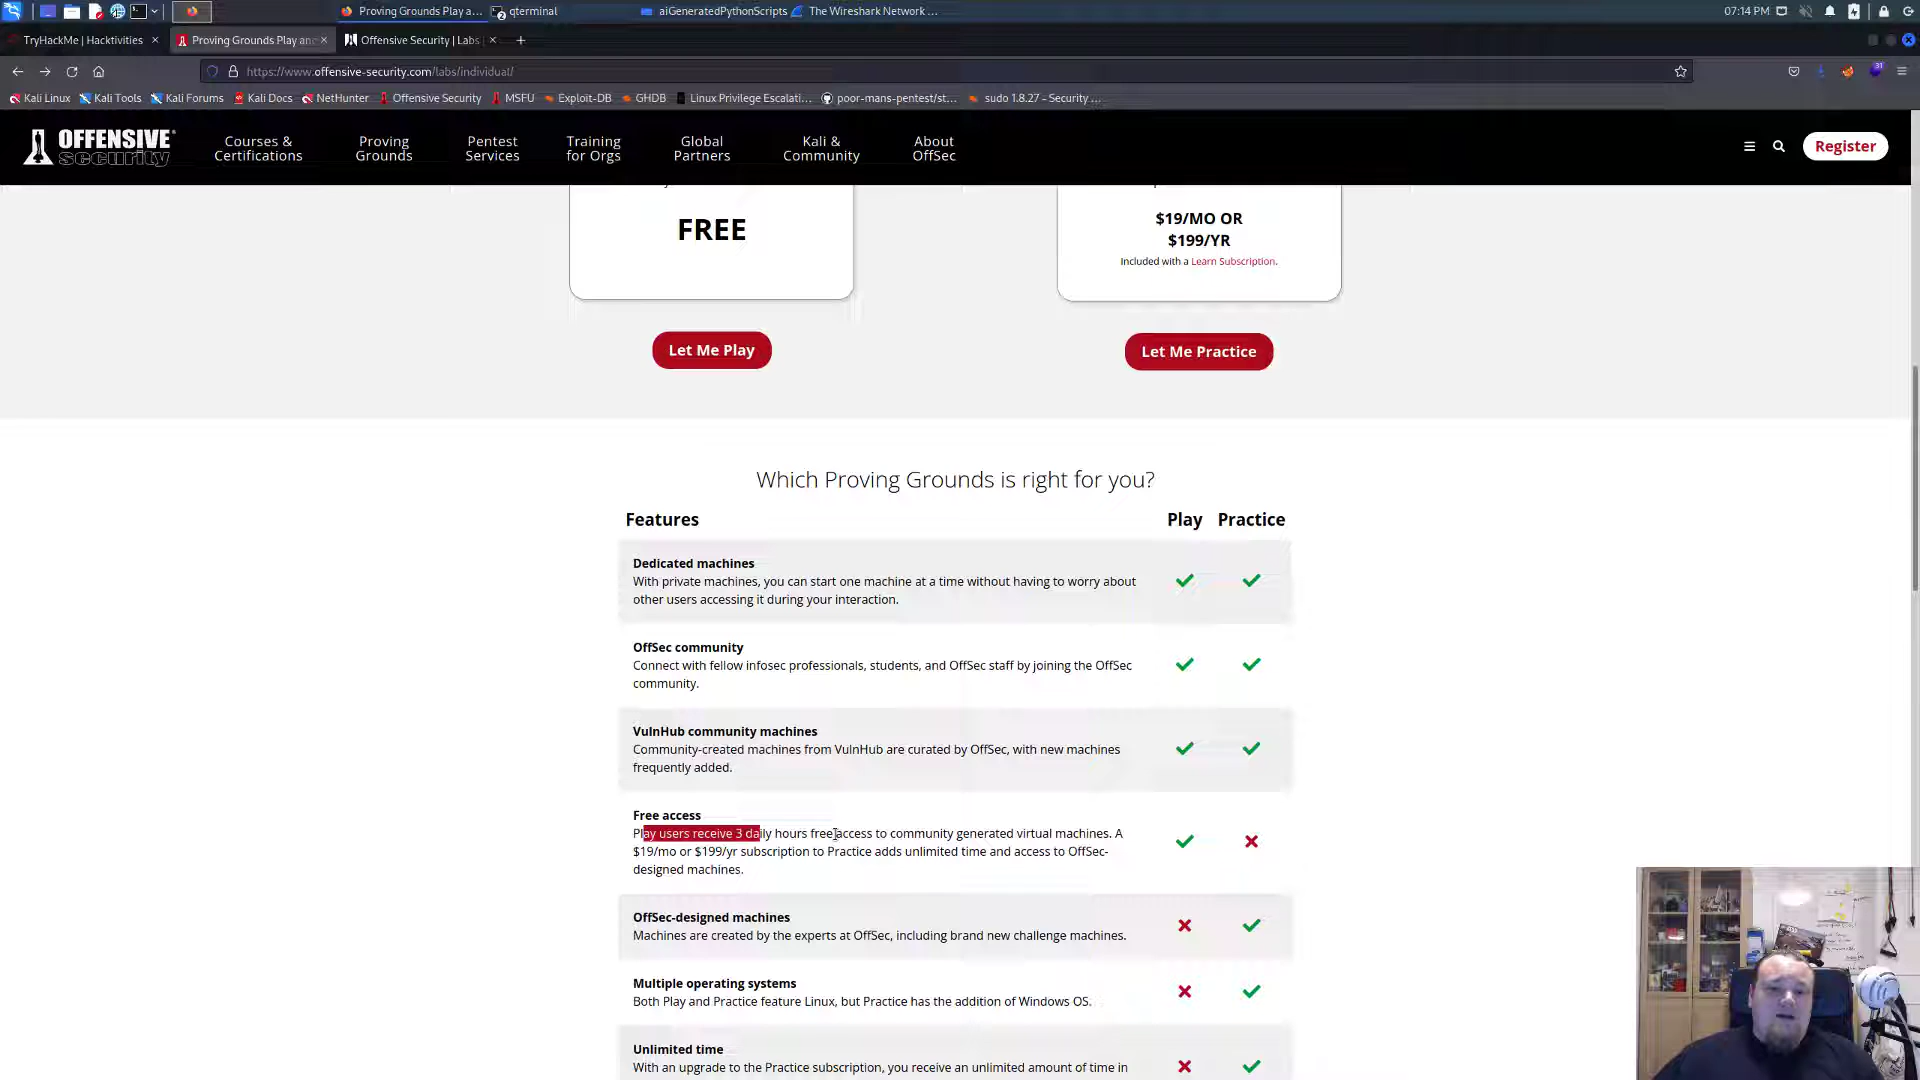 Proving Grounds Play a...
qterminal
aiGeneratedPythonScripts
The Wireshark Network ...
07:14 PM
TryHackMe | Hacktivities
Proving Grounds Play and
Offensive Security | Labs
https://www.offensive-security.com/labs/individual/
31
Kali Linux
Kali Tools
Kali Forums
Kali Docs
NetHunter
Offensive Security
MSFU
Exploit-DB
GHDB
Linux Privilege Escalati...
poor-mans-pentest/st...
sudo 1.8.27 - Security ...
OFFENSIVE
security
Courses &
Certifications
Proving
Grounds
Pentest
Services
Training
for Orgs
Global
Partners
Kali &
Community
About
OffSec
Register
FREE
$19/MO OR
$199/YR
Included with a Learn Subscription.
Let Me Play
Let Me Practice
Which Proving Grounds is right for you?
Features Play Practice
Dedicated machines
With private machines, you can start one machine at a time without having to worry about
other users accessing it during your interaction.
OffSec community
Connect with fellow infosec professionals, students, and OffSec staff by joining the OffSec
community.
VulnHub community machines
Community-created machines from VulnHub are curated by OffSec, with new machines
frequently added.
Free access
Play users receive 3 daily hours free access to community generated virtual machines. A
$19/mo or $199/yr subscription to Practice adds unlimited time and access to OffSec-
designed machines.
OffSec-designed machines
Machines are created by the experts at OffSec, including brand new challenge machines.
Multiple operating systems
Both Play and Practice feature Linux, but Practice has the addition of Windows OS.
Unlimited time
With an upgrade to the Practice subscription, you receive an unlimited amount of time in